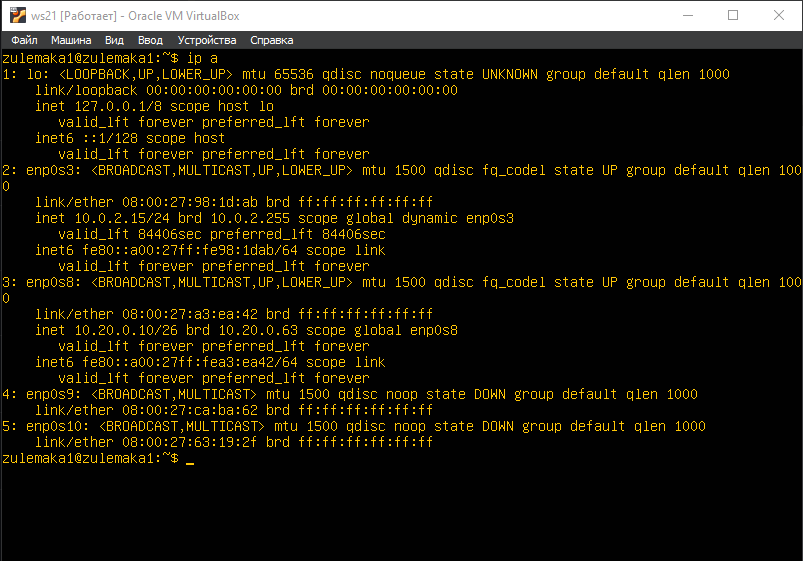 ws21 [Работает] - Oracle VM VirtualBox
Файл Машина Вид Ввод Устройства Справка
zulemaka1@zulemaka1:~$ ip a
1: lo: <LOOPBACK,UP,LOWER_UP> mtu 65536 qdisc noqueue state UNKNOWN group default qlen 1000
    link/loopback 00:00:00:00:00:00 brd 00:00:00:00:00:00
    inet 127.0.0.1/8 scope host lo
       valid_lft forever preferred_lft forever
    inet6 ::1/128 scope host
       valid_lft forever preferred_lft forever
2: enp0s3: <BROADCAST,MULTICAST,UP,LOWER_UP> mtu 1500 qdisc fq_codel state UP group default qlen 100
0
    link/ether 08:00:27:98:1d:ab brd ff:ff:ff:ff:ff:ff
    inet 10.0.2.15/24 brd 10.0.2.255 scope global dynamic enp0s3
       valid_lft 84406sec preferred_lft 84406sec
    inet6 fe80::a00:27ff:fe98:1dab/64 scope link
       valid_lft forever preferred_lft forever
3: enp0s8: <BROADCAST,MULTICAST,UP,LOWER_UP> mtu 1500 qdisc fq_codel state UP group default qlen 100
0
    link/ether 08:00:27:a3:ea:42 brd ff:ff:ff:ff:ff:ff
    inet 10.20.0.10/26 brd 10.20.0.63 scope global enp0s8
       valid_lft forever preferred_lft forever
    inet6 fe80::a00:27ff:fea3:ea42/64 scope link
       valid_lft forever preferred_lft forever
4: enp0s9: <BROADCAST,MULTICAST> mtu 1500 qdisc noop state DOWN group default qlen 1000
    link/ether 08:00:27:ca:ba:62 brd ff:ff:ff:ff:ff:ff
5: enp0s10: <BROADCAST,MULTICAST> mtu 1500 qdisc noop state DOWN group default qlen 1000
    link/ether 08:00:27:63:19:2f brd ff:ff:ff:ff:ff:ff
zulemaka1@zulemaka1:~$ _